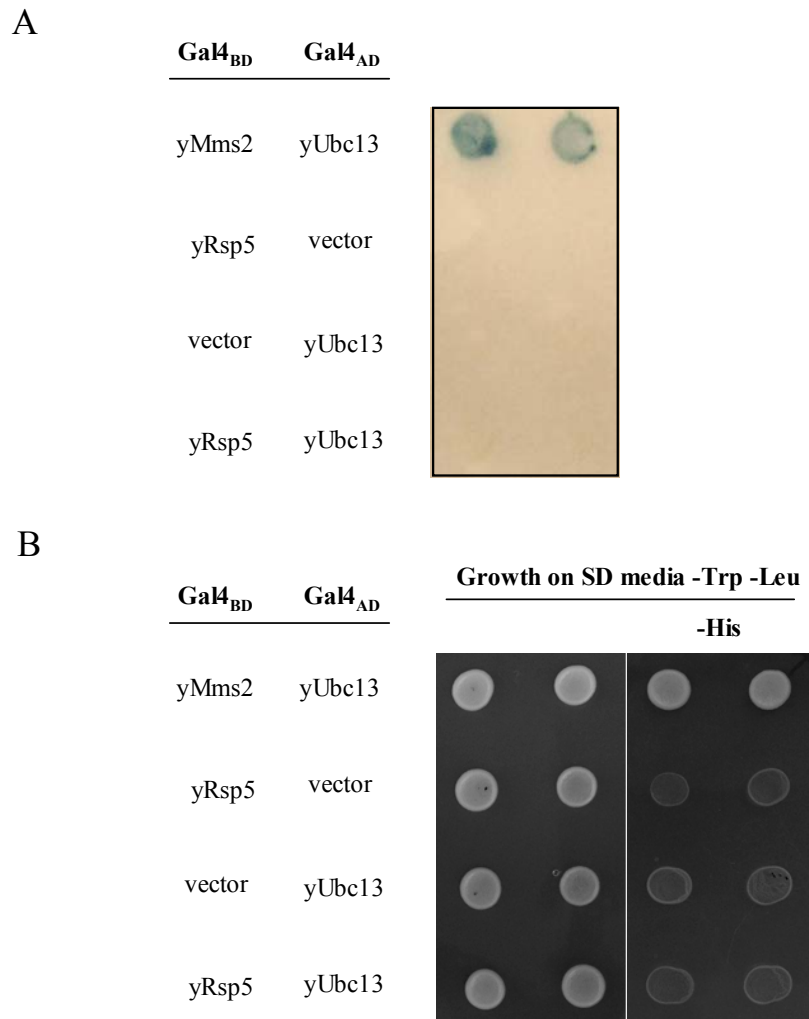 A
Gal4BD Gal4AD
yMms2 yUbc13
yRsp5 vector
vector yUbc13
yRsp5 yUbc13
B
Growth on SD media -Trp -Leu
Gal4BD Gal4AD
-His
yMms2 yUbc13
yRsp5 vector
vector yUbc13
yRsp5 yUbc13